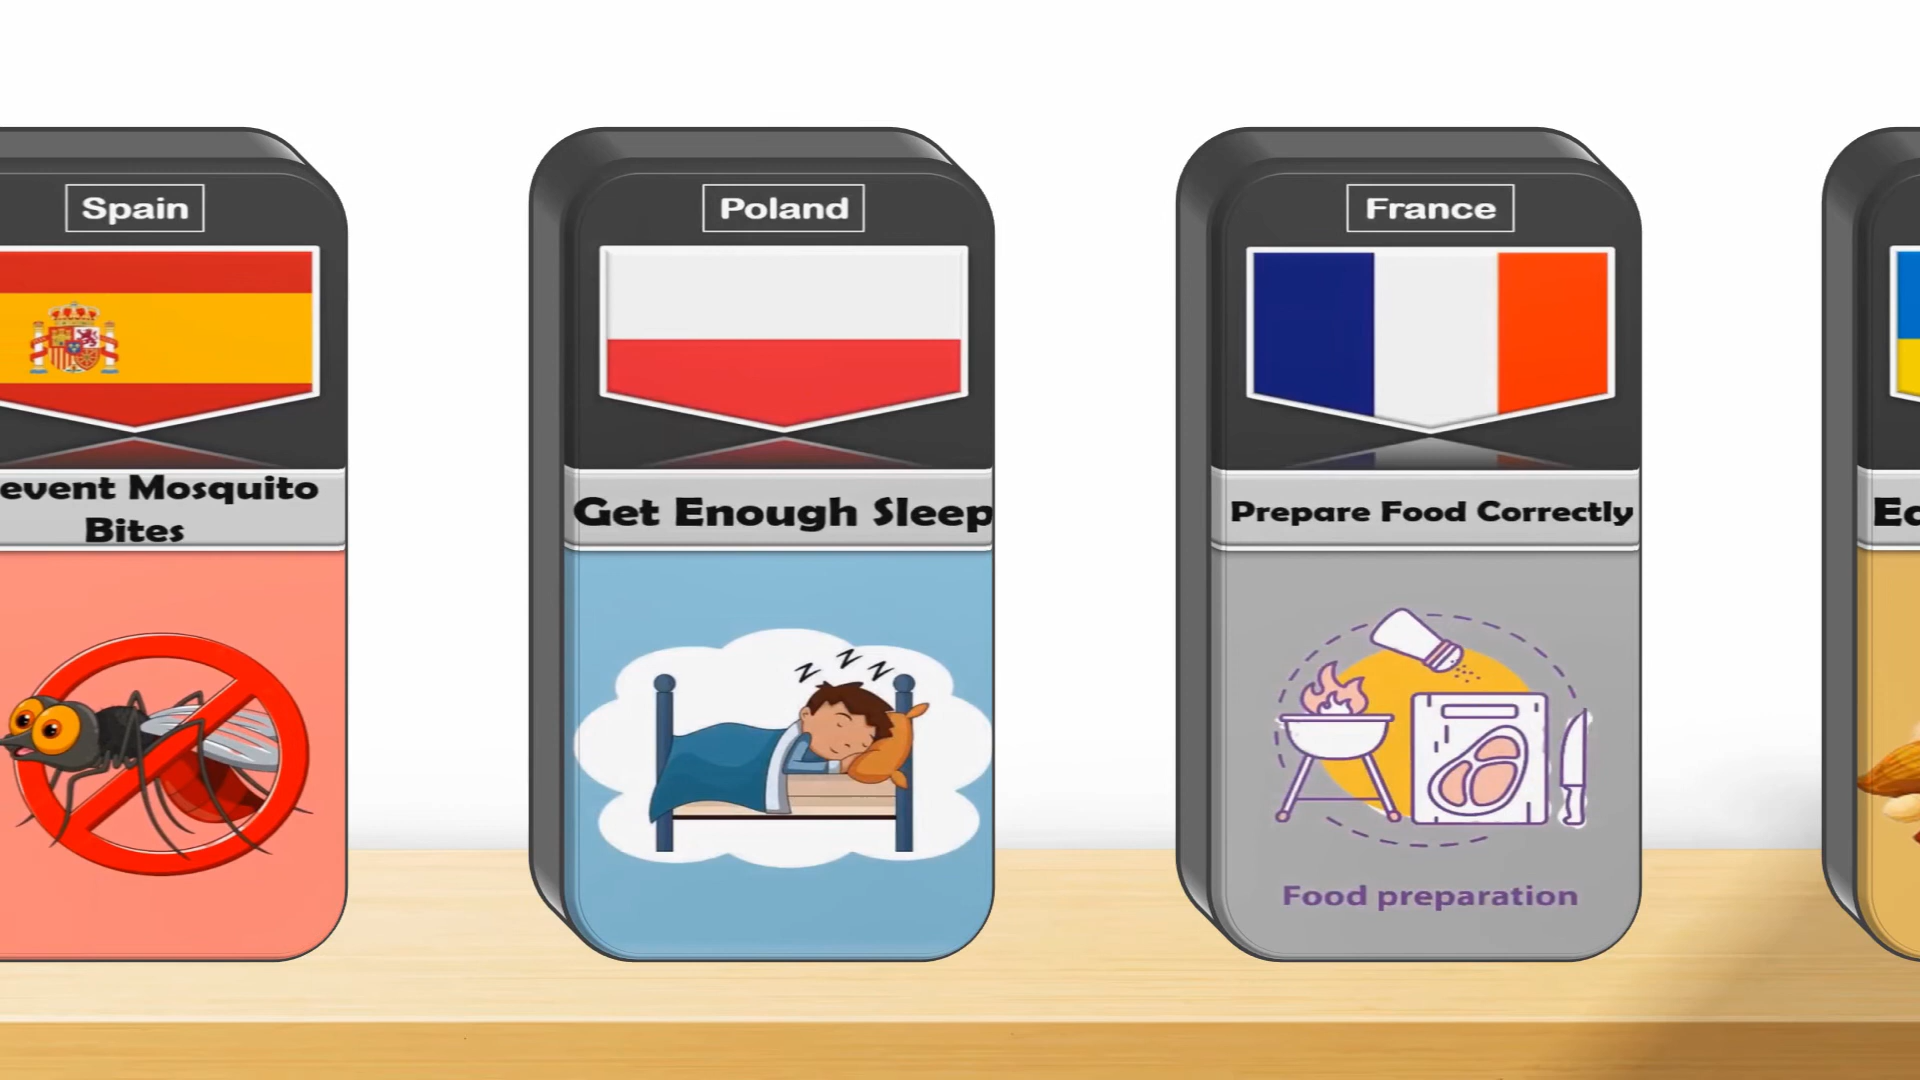 Spain
event Mosquito
Bites
Poland
Get Enough Sleep
z z z
France
Prepare Food Correctly
Food preparation